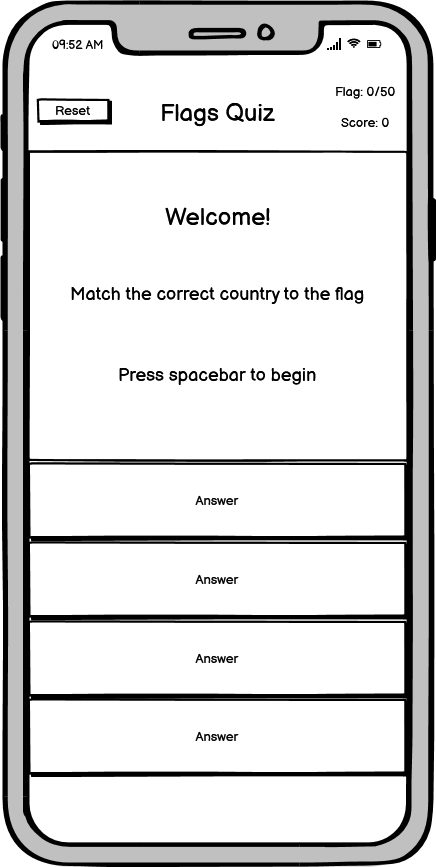 09:52 AM
Reset
Flags Quiz
Flag: 0/50
Score: 0
Welcome!
Match the correct country to the flag
Press spacebar to begin
Answer
Answer
Answer
Answer